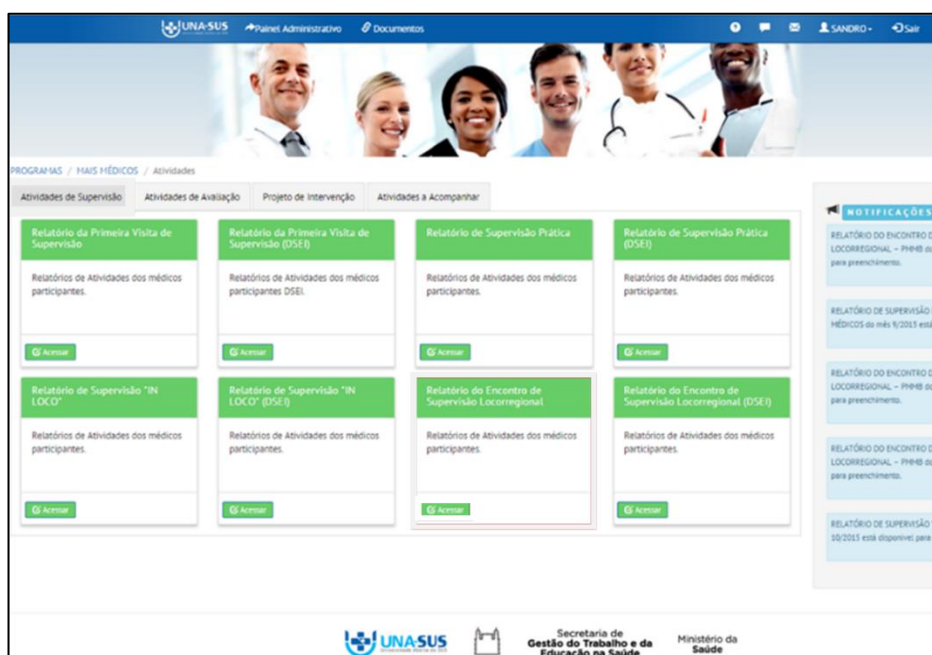 UNA-SUS
Painel Administrativo
Documentos
SANDRO
Sair
PROGRAMAS / MAIS MÉDICOS / Atividades
Atividades de Supervisão
Atividades de Avaliação
Projeto de Intervenção
Atividades a Acompanhar
Relatório da Primeira Visita de
Supervisão
Relatórios de Atividades dos médicos
participantes.
Acessar
Relatório da Primeira Visita de
Supervisão (DSEI)
Relatórios de Atividades dos médicos
participantes DSEI.
Acessar
Relatório de Supervisão Prática
Relatórios de Atividades dos médicos
participantes.
Acessar
Relatório de Supervisão Prática
(DSEI)
Relatórios de Atividades dos médicos
participantes.
Acessar
Relatório de Supervisão "IN
LOCO"
Relatórios de Atividades dos médicos
participantes.
Acessar
Relatório de Supervisão "IN
LOCO" (DSEI)
Relatórios de Atividades dos médicos
participantes.
Acessar
Relatório do Encontro de
Supervisão Locorregional
Relatórios de Atividades dos médicos
participantes.
Acessar
Relatório do Encontro de
Supervisão Locorregional (DSEI)
Relatórios de Atividades dos médicos
participantes.
Acessar
NOTIFICAÇÕES
RELATÓRIO DO ENCONTRO D
LOCORREGIONAL – PMMB do
para preenchimento.
RELATÓRIO DE SUPERVISÃO
MÉDICOS do mês 9/2015 está
RELATÓRIO DO ENCONTRO D
LOCORREGIONAL – PMMB do
para preenchimento.
RELATÓRIO DO ENCONTRO D
LOCORREGIONAL – PMMB do
para preenchimento.
RELATÓRIO DE SUPERVISÃO
10/2015 está disponível para
UNA-SUS
Universidade Aberta do SUS
Secretaria de
Gestão do Trabalho e da
Educação na Saúde
Ministério da
Saúde